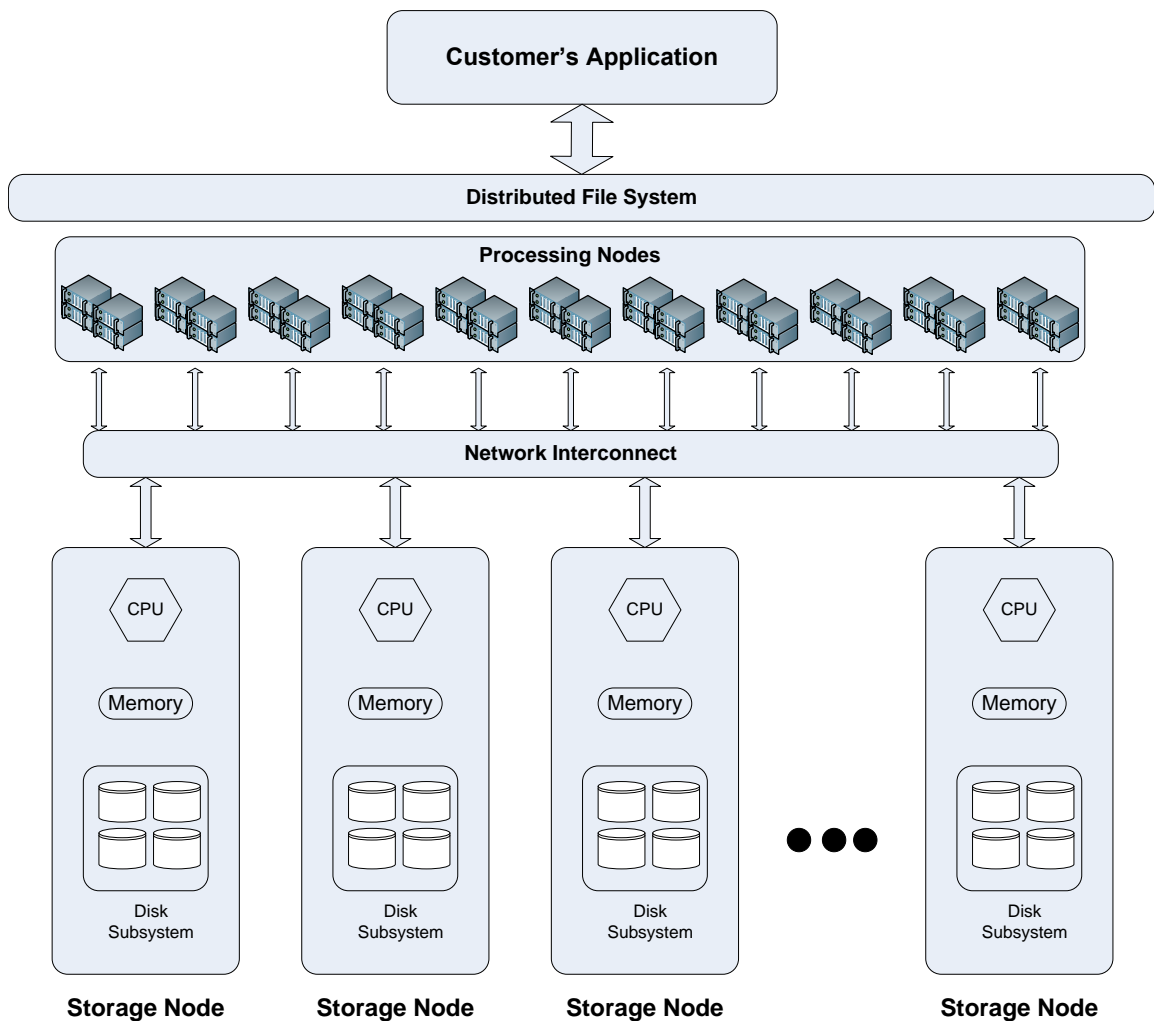 Customer's Application
Distributed File System
Processing Nodes
Network Interconnect
CPU
CPU
CPU
CPU
Memory
Memory
Memory
Memory
Disk
Subsystem
Disk
Subsystem
Disk
Subsystem
Disk
Subsystem
Storage Node
Storage Node
Storage Node
Storage Node